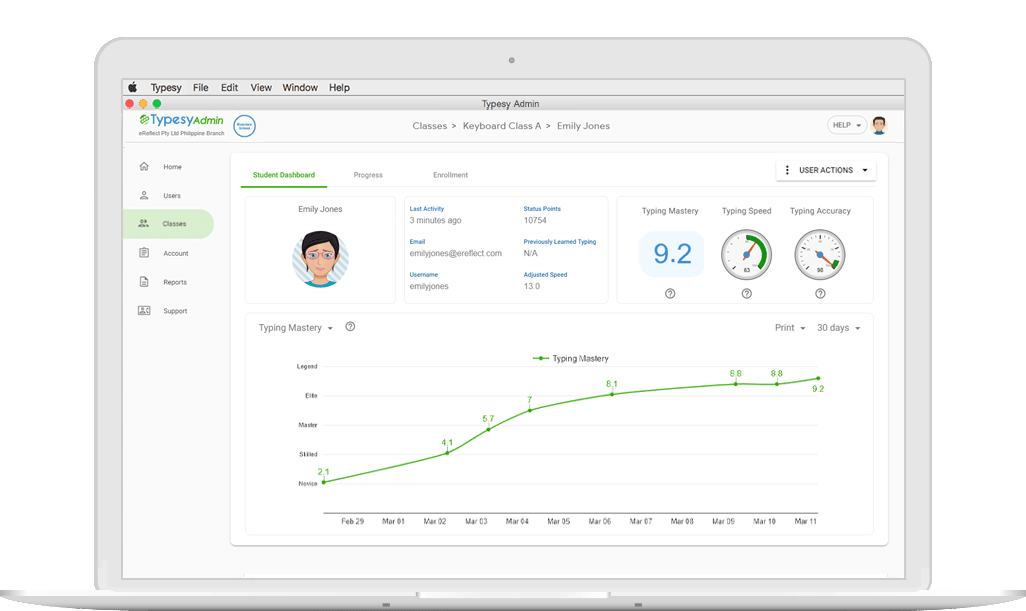 Typesy File Edit View Window Help
Typesy Admin
TypesyAdmin
eReflect Pty Ltd Philippine Branch
Classes > Keyboard Class A > Emily Jones
HELP
Home
Users
Classes
Account
Reports
Support
Student Dashboard
Progress
Enrollment
USER ACTIONS
Emily Jones
Last Activity
3 minutes ago
Email
emilyjones@ereflect.com
Username
emilyjones
Status Points
10754
Previously Learned Typing
N/A
Adjusted Speed
13.0
Typing Mastery
9.2
?
Typing Speed
63
?
Typing Accuracy
98
?
Typing Mastery
?
Print
30 days
Typing Mastery
Legend
Elite
Master
Skilled
Novice
2.1
4.1
5.7
7
8.1
8.8
8.8
9.2
Feb 29 Mar 01 Mar 02 Mar 03 Mar 04 Mar 05 Mar 06 Mar 07 Mar 08 Mar 09 Mar 10 Mar 11